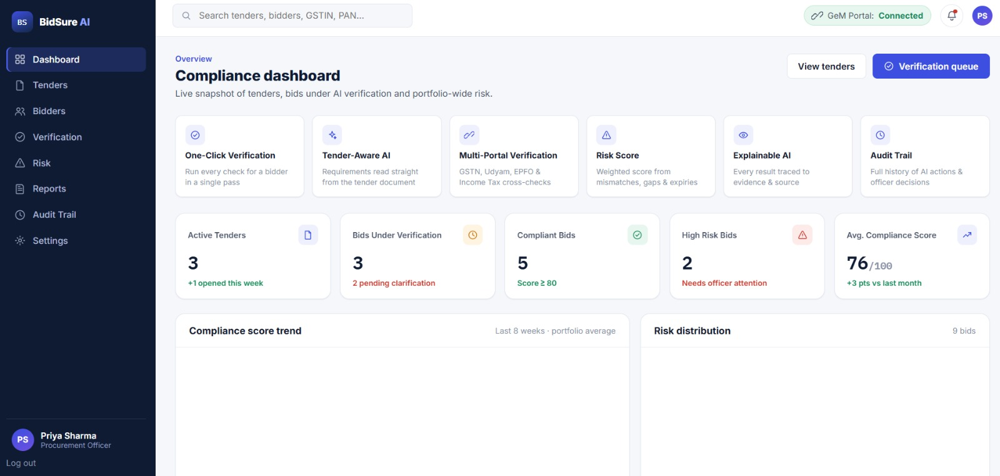 BS BidSure AI
Dashboard
Tenders
Bidders
Verification
Risk
Reports
Audit Trail
Settings
PS Priya Sharma
Procurement Officer
Log out
Search tenders, bidders, GSTIN, PAN...
GeM Portal: Connected
PS
Overview
Compliance dashboard
Live snapshot of tenders, bids under AI verification and portfolio-wide risk.
View tenders
Verification queue
One-Click Verification
Run every check for a bidder
in a single pass
Tender-Aware AI
Requirements read straight
from the tender document
Multi-Portal Verification
GSTN, Udyam, EPFO &
Income Tax cross-checks
Risk Score
Weighted score from
mismatches, gaps & expiries
Explainable AI
Every result traced to
evidence & source
Audit Trail
Full history of AI actions &
officer decisions
Active Tenders
3
+1 opened this week
Bids Under Verification
3
2 pending clarification
Compliant Bids
5
Score ≥ 80
High Risk Bids
2
Needs officer attention
Avg. Compliance Score
76/100
+3 pts vs last month
Compliance score trend
Last 8 weeks · portfolio average
Risk distribution
9 bids